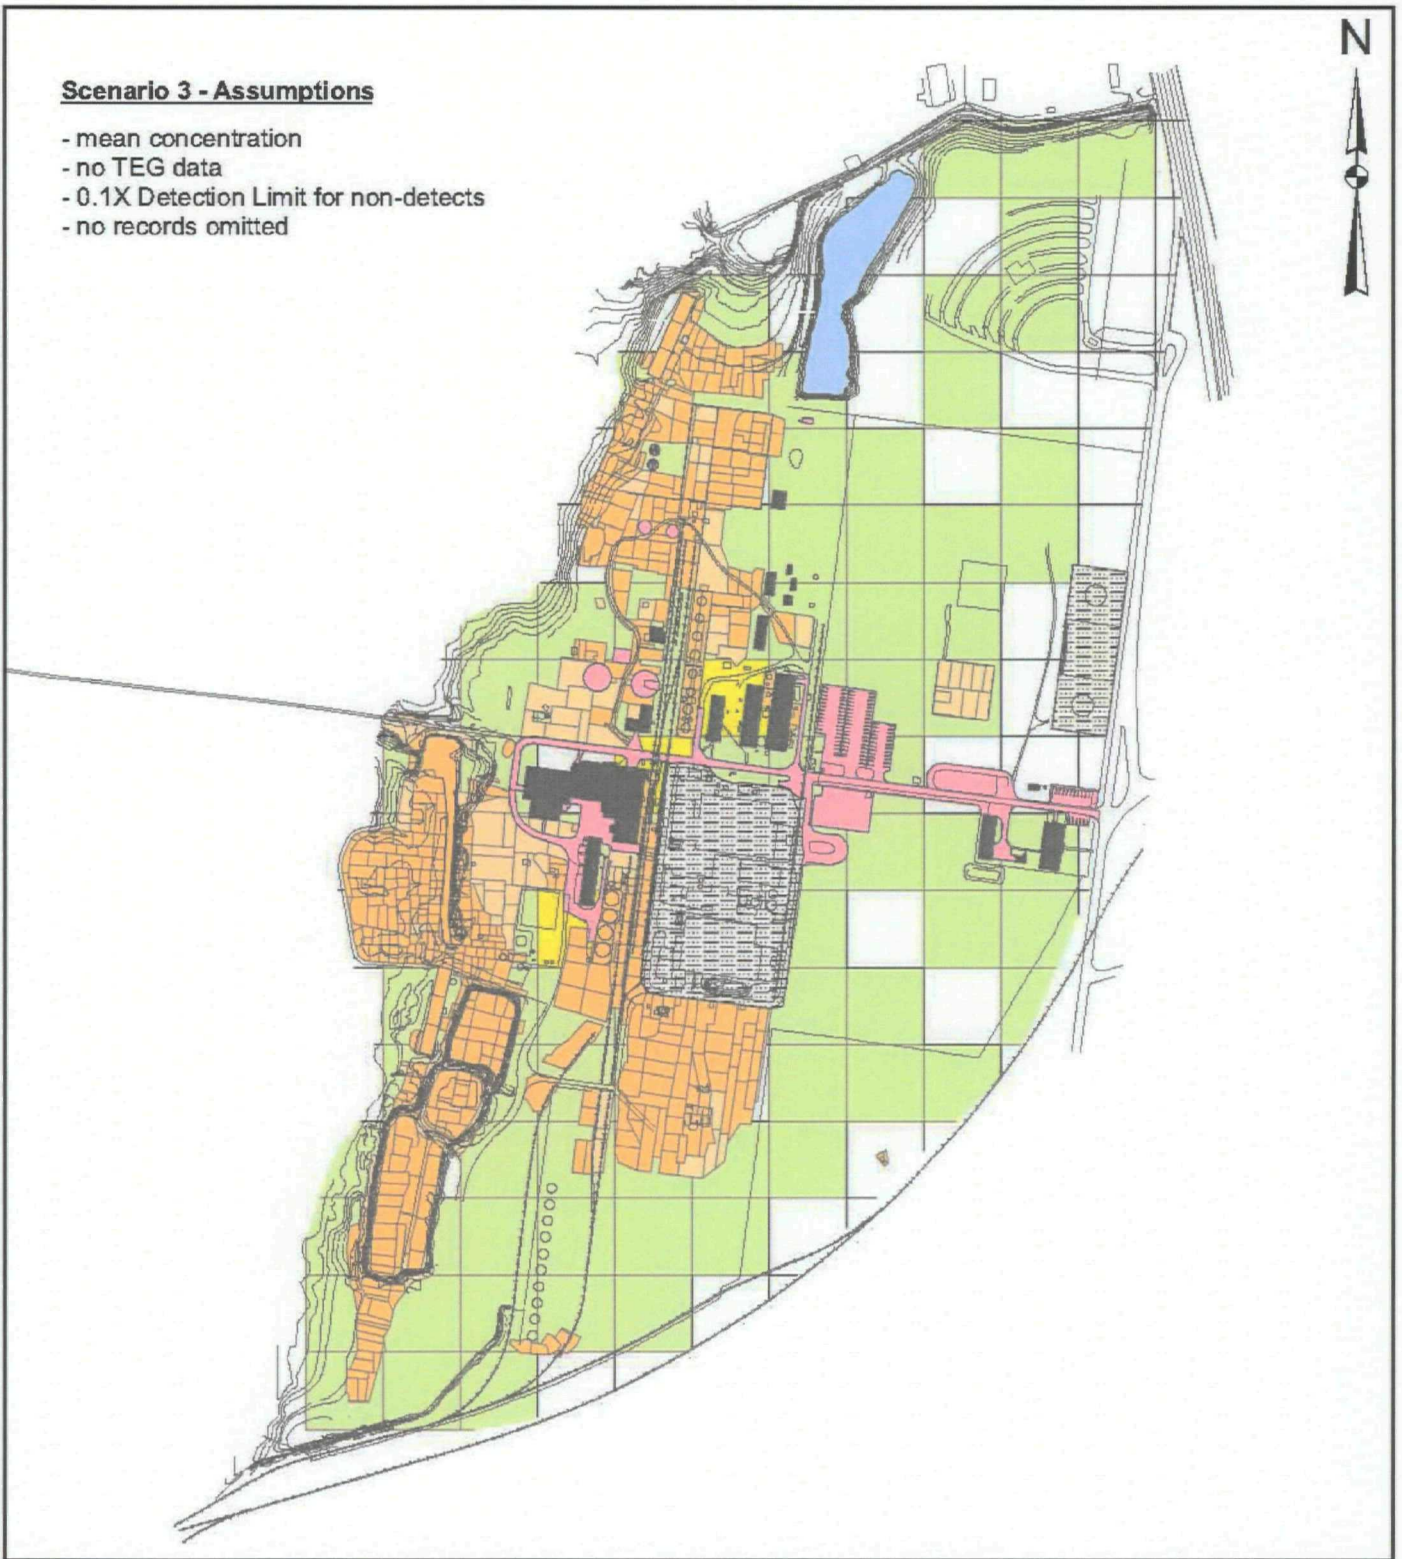 Scenario 3 - Assumptions
N
- mean concentration
- no TEG data
- 0.1X Detection Limit for non-detects
- no records omitted